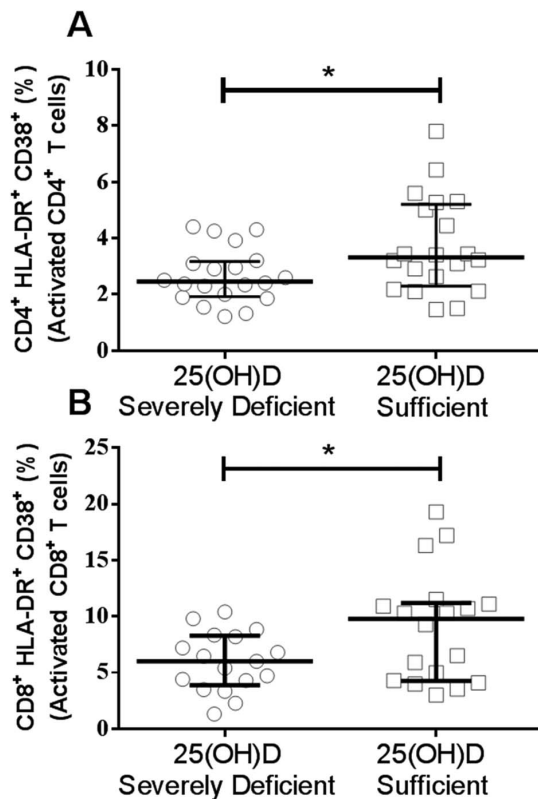 A
CD4⁺ HLA-DR⁺ CD38⁺ (%)
(Activated CD4⁺ T cells)
10
8
6
4
2
0
*
25(OH)D
Severely Deficient
25(OH)D
Sufficient
B
CD8⁺ HLA-DR⁺ CD38⁺ (%)
(Activated CD8⁺ T cells)
25
20
15
10
5
0
*
25(OH)D
Severely Deficient
25(OH)D
Sufficient